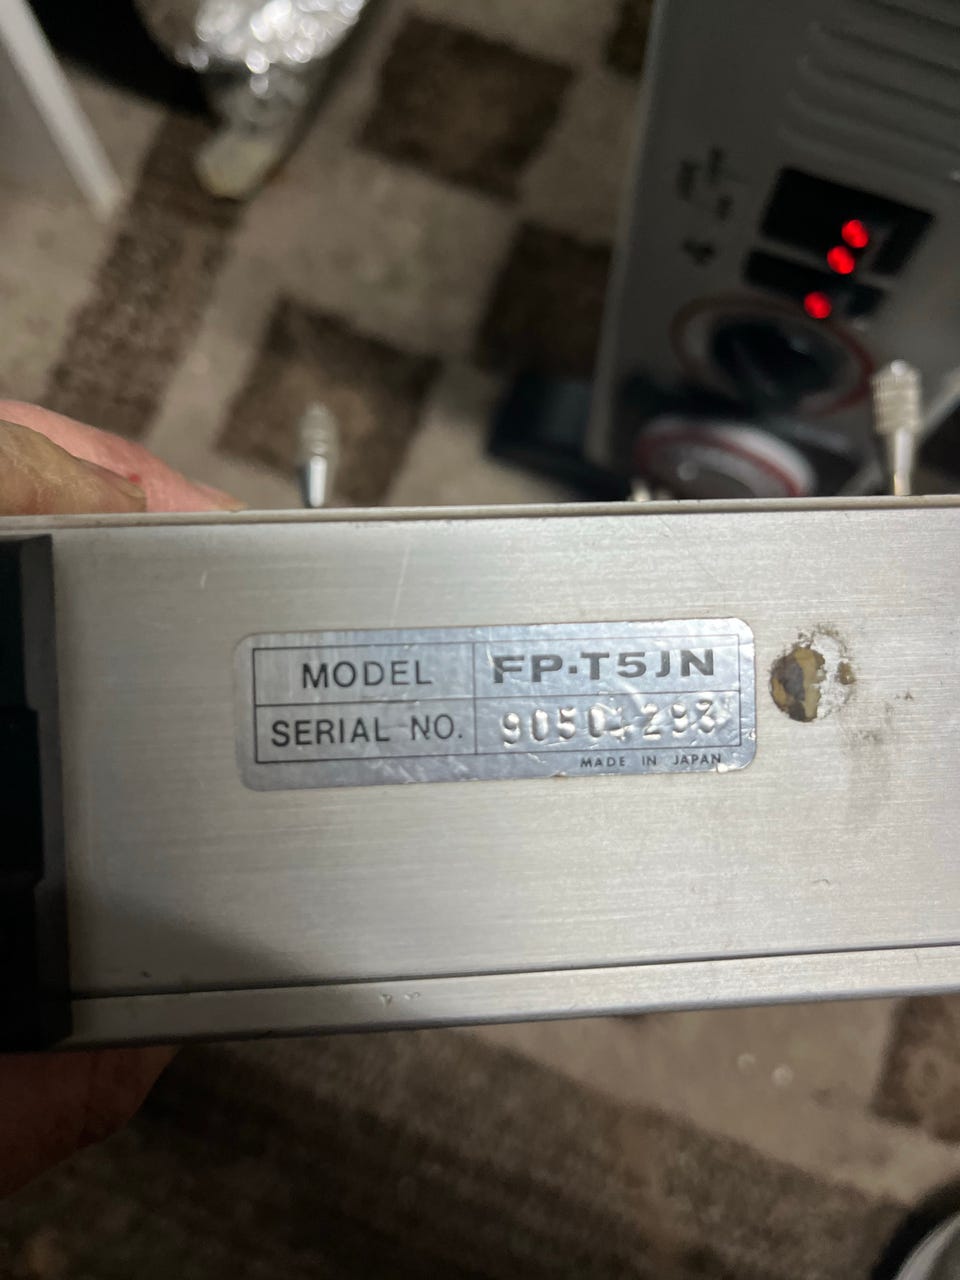 MODEL FP-T5JN
SERIAL NO.
MADE IN JAPAN